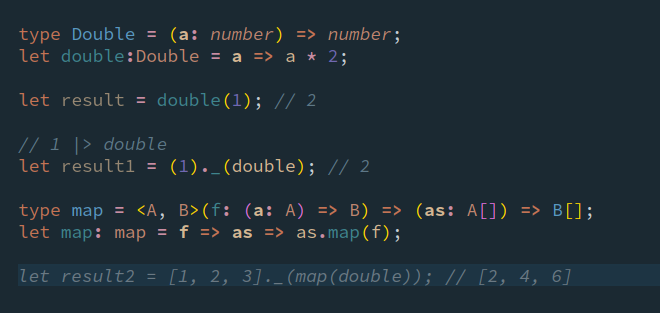 type Double = (a: number) => number;
let double:Double = a => a * 2;
let result = double(1); // 2
// 1 |> double
let result1 = (1)._(double); // 2
type map = <A, B>(f: (a: A) => B) => (as: A[]) => B[];
let map: map = f => as => as.map(f);
let result2 = [1, 2, 3]._(map(double)); // [2, 4, 6]